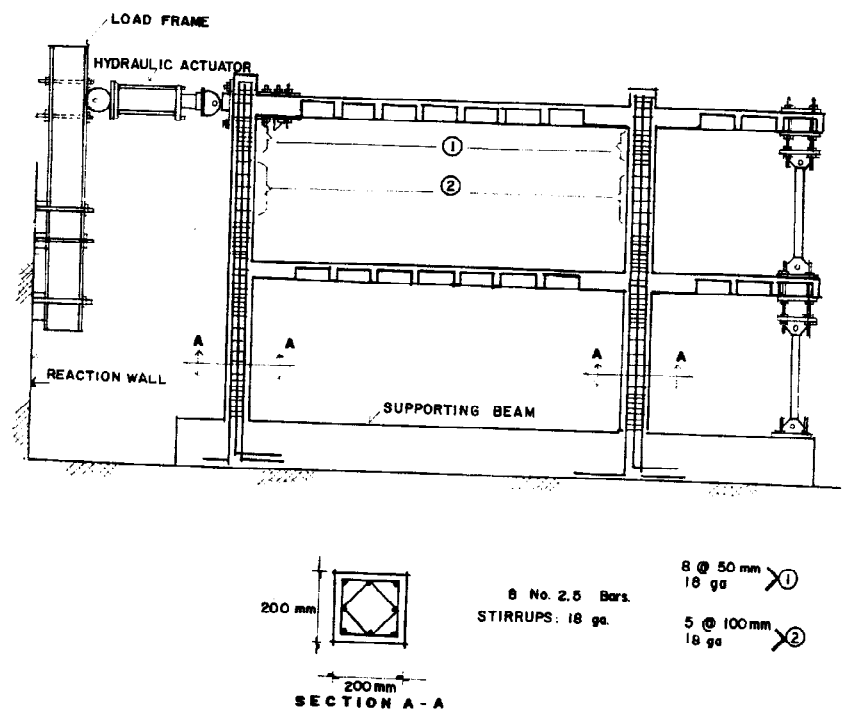 LOAD FRAME
HYDRAULIC ACTUATOR
1
2
A A A A
REACTION WALL
SUPPORTING BEAM
200 mm
200 mm
SECTION A-A
8 No. 2.5 Bars.
STIRRUPS: 18 ga.
8 @ 50 mm
18 ga
1
5 @ 100 mm
18 ga
2